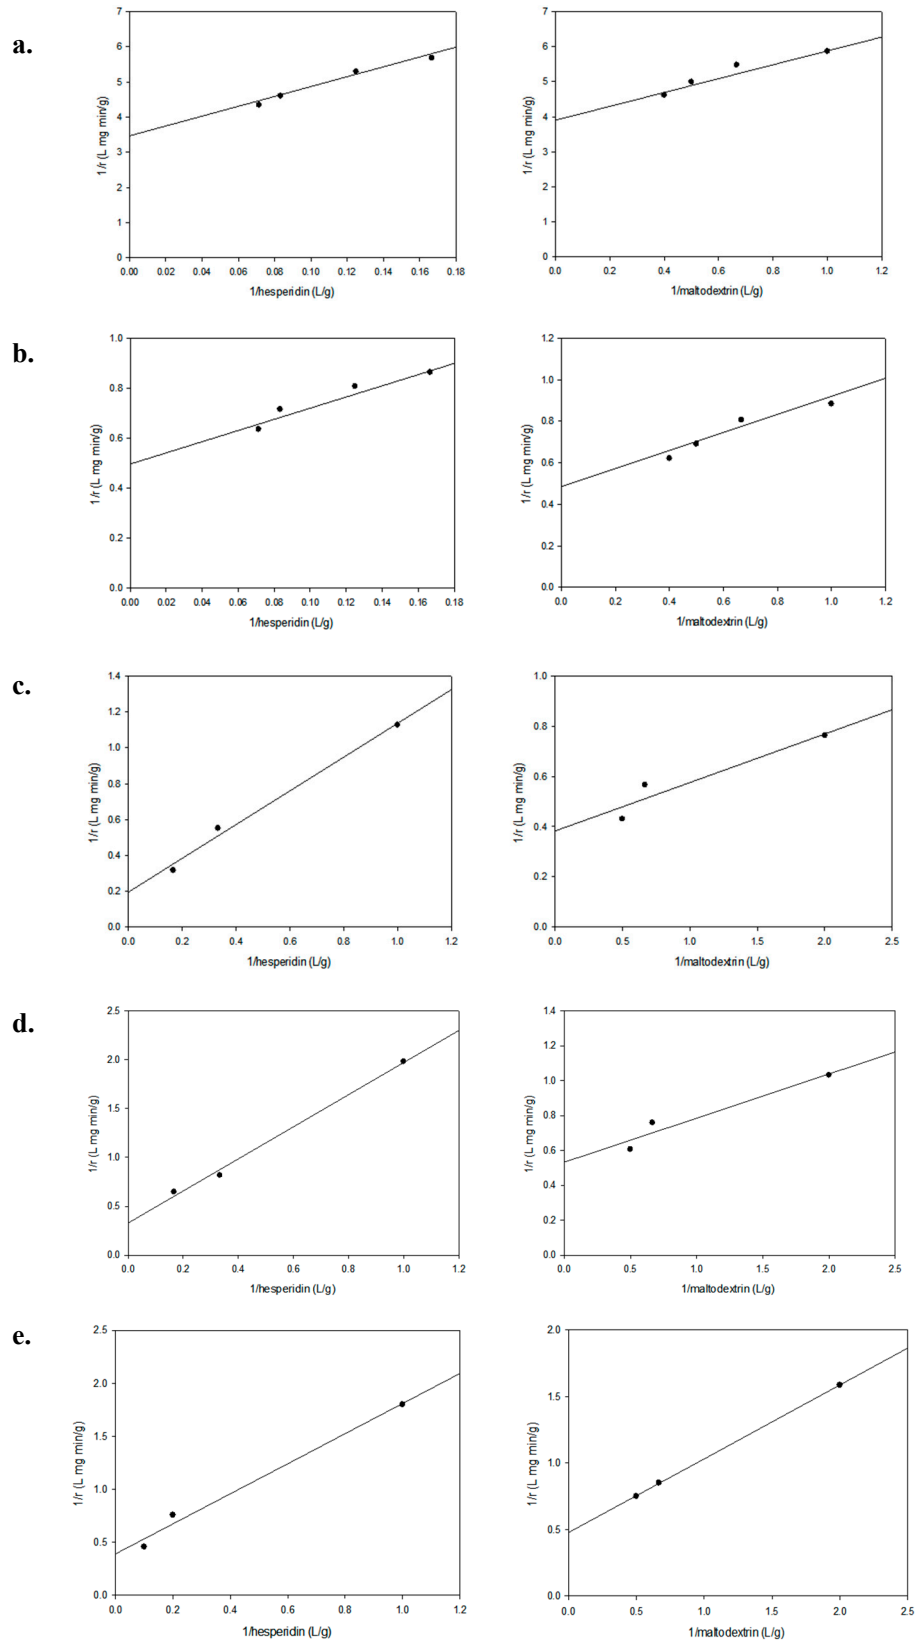 a.
7
6
5
4
3
2
1
0
1/r (L mg min/g)
0.00 0.02 0.04 0.06 0.08 0.10 0.12 0.14 0.16 0.18
1/hesperidin (L/g)
7
6
5
4
3
2
1
0
1/r (L mg min/g)
0.0 0.2 0.4 0.6 0.8 1.0 1.2
1/maltodextrin (L/g)
b.
1.0
0.8
0.6
0.4
0.2
0.0
1/r (L mg min/g)
0.00 0.02 0.04 0.06 0.08 0.10 0.12 0.14 0.16 0.18
1/hesperidin (L/g)
1.2
1.0
0.8
0.6
0.4
0.2
0.0
1/r (L mg min/g)
0.0 0.2 0.4 0.6 0.8 1.0 1.2
1/maltodextrin (L/g)
c.
1.4
1.2
1.0
0.8
0.6
0.4
0.2
0.0
1/r (L mg min/g)
0.0 0.2 0.4 0.6 0.8 1.0 1.2
1/hesperidin (L/g)
1.0
0.8
0.6
0.4
0.2
0.0
1/r (L mg min/g)
0.0 0.5 1.0 1.5 2.0 2.5
1/maltodextrin (L/g)
d.
2.5
2.0
1.5
1.0
0.5
0.0
1/r (L mg min/g)
0.0 0.2 0.4 0.6 0.8 1.0 1.2
1/hesperidin (L/g)
1.4
1.2
1.0
0.8
0.6
0.4
0.2
0.0
1/r (L mg min/g)
0.0 0.5 1.0 1.5 2.0 2.5
1/maltodextrin (L/g)
e.
2.5
2.0
1.5
1.0
0.5
0.0
1/r (L mg min/g)
0.0 0.2 0.4 0.6 0.8 1.0 1.2
1/hesperidin (L/g)
2.0
1.5
1.0
0.5
0.0
1/r (L mg min/g)
0.0 0.5 1.0 1.5 2.0 2.5
1/maltodextrin (L/g)